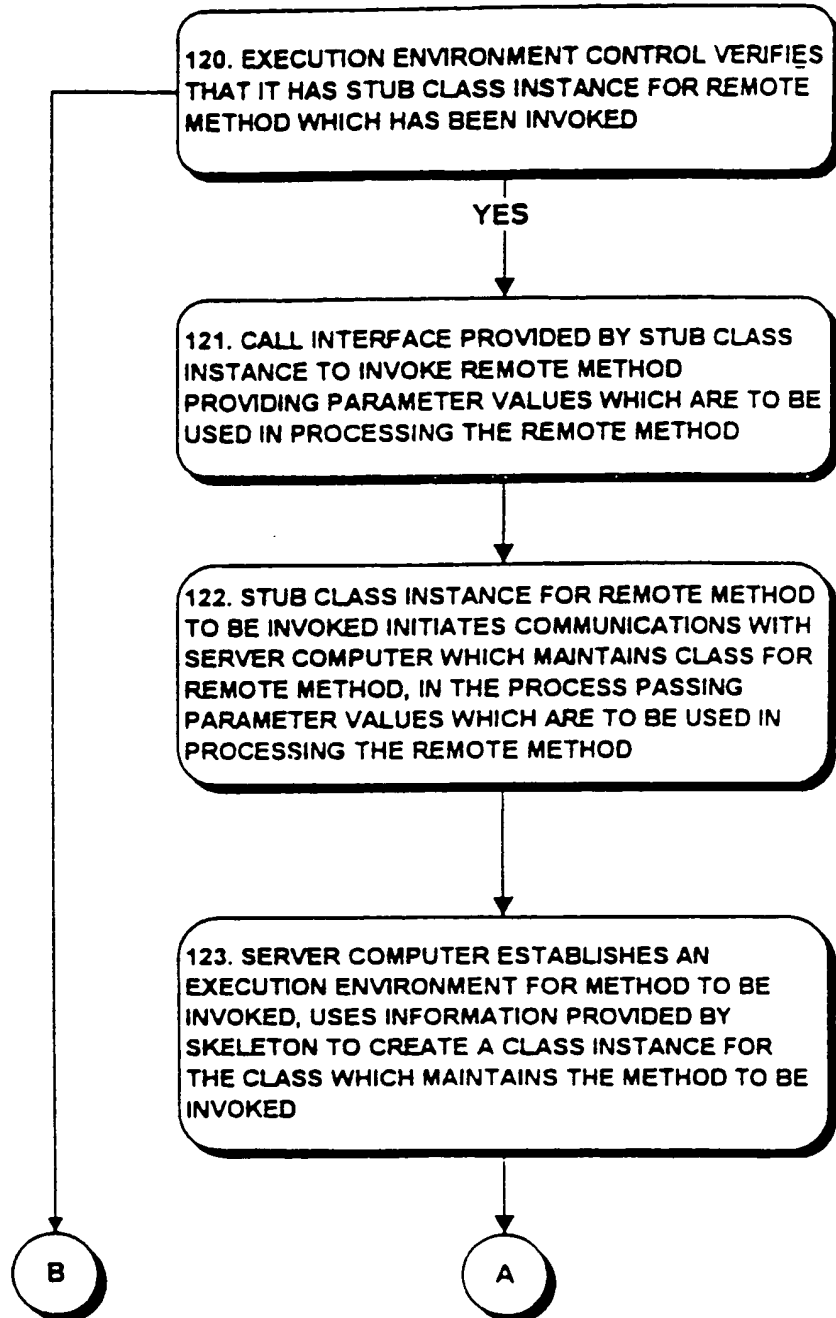 120. EXECUTION ENVIRONMENT CONTROL VERIFIES
THAT IT HAS STUB CLASS INSTANCE FOR REMOTE
METHOD WHICH HAS BEEN INVOKED
YES
121. CALL INTERFACE PROVIDED BY STUB CLASS
INSTANCE TO INVOKE REMOTE METHOD
PROVIDING PARAMETER VALUES WHICH ARE TO BE
USED IN PROCESSING THE REMOTE METHOD
122. STUB CLASS INSTANCE FOR REMOTE METHOD
TO BE INVOKED INITIATES COMMUNICATIONS WITH
SERVER COMPUTER WHICH MAINTAINS CLASS FOR
REMOTE METHOD, IN THE PROCESS PASSING
PARAMETER VALUES WHICH ARE TO BE USED IN
PROCESSING THE REMOTE METHOD
123. SERVER COMPUTER ESTABLISHES AN
EXECUTION ENVIRONMENT FOR METHOD TO BE
INVOKED, USES INFORMATION PROVIDED BY
SKELETON TO CREATE A CLASS INSTANCE FOR
THE CLASS WHICH MAINTAINS THE METHOD TO BE
INVOKED
B
A